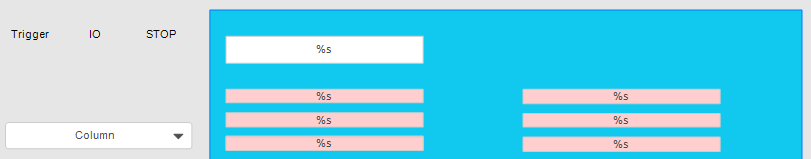 Trigger IO STOP
%s
%s %s
%s %s
Column
%s %s